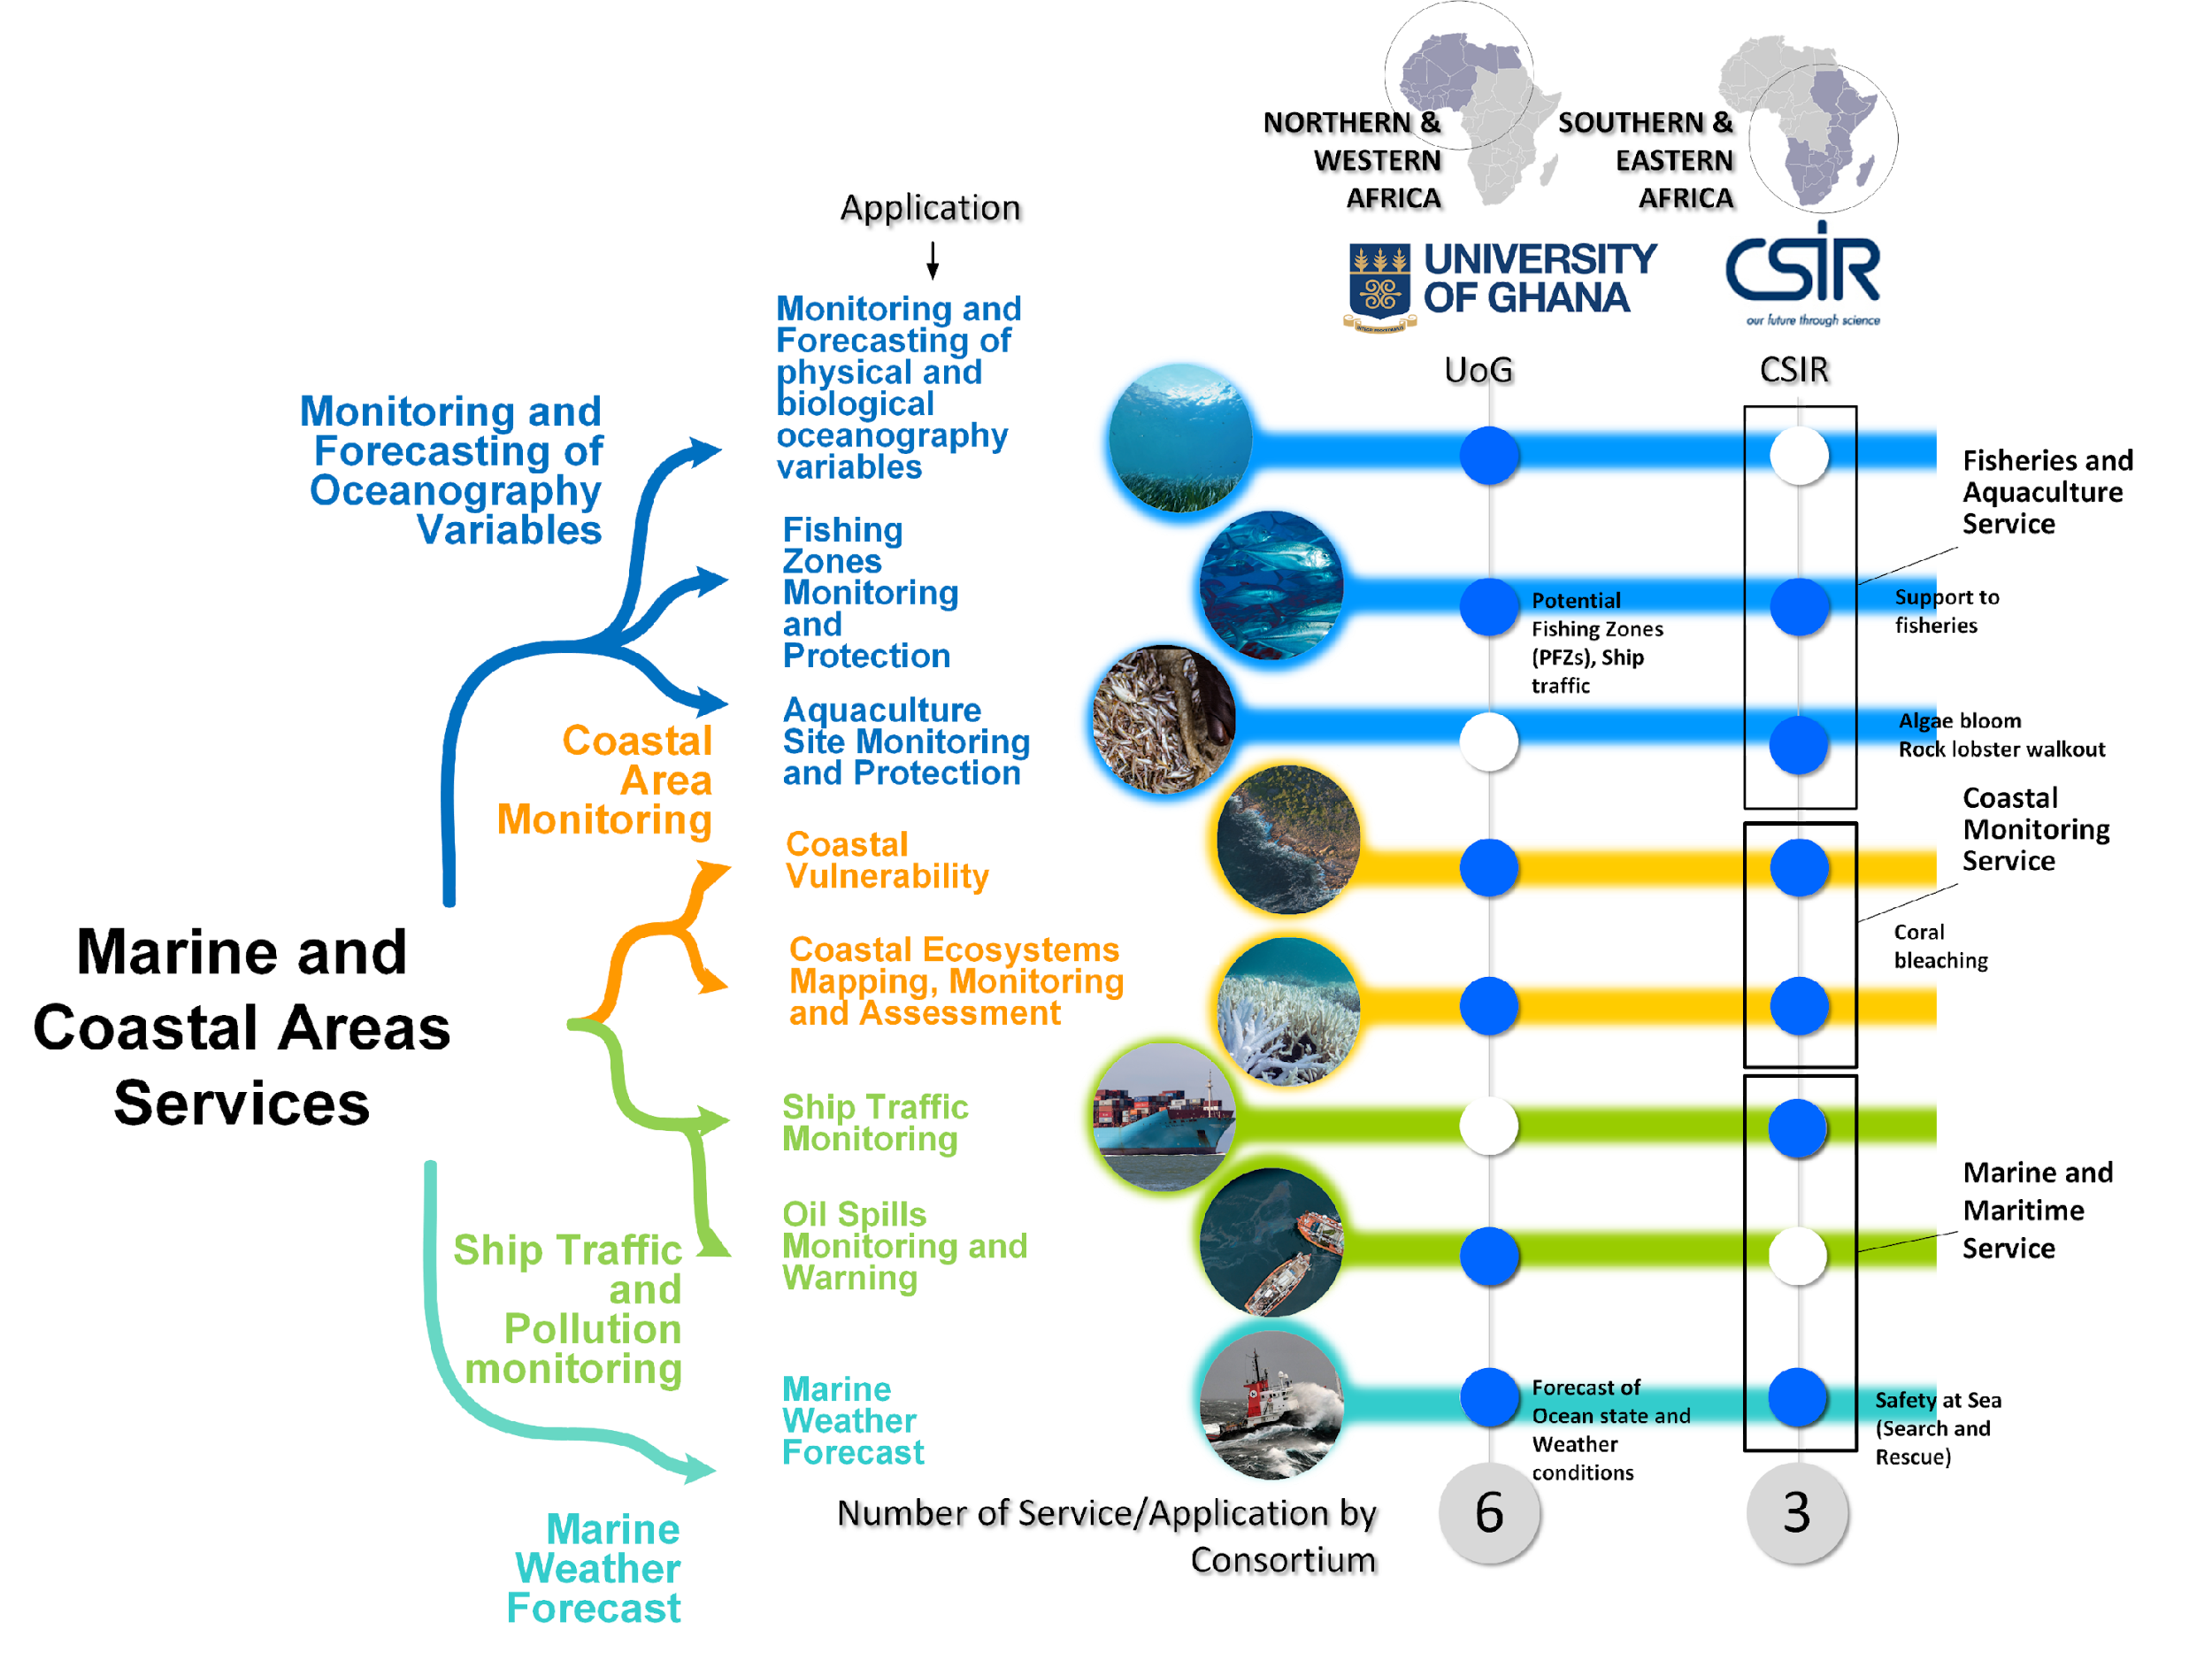 NORTHERN &
WESTERN
AFRICA
SOUTHERN &
EASTERN
AFRICA
Application
UNIVERSITY
OF GHANA
CSIR
our future through science
UoG
CSIR
Monitoring and
Forecasting of
Oceanography
Variables
Monitoring and
Forecasting of
physical and
biological
oceanography
variables
Fisheries and
Aquaculture
Service
Fishing
Zones
Monitoring
and
Protection
Potential
Fishing Zones
(PFZs), Ship
traffic
Support to
fisheries
Aquaculture
Site Monitoring
and Protection
Algae bloom
Rock lobster walkout
Coastal
Area
Monitoring
Coastal
Monitoring
Service
Coastal
Vulnerability
Coral
bleaching
Coastal Ecosystems
Mapping, Monitoring
and Assessment
Marine and
Coastal Areas
Services
Ship Traffic
Monitoring
Marine and
Maritime
Service
Oil Spills
Monitoring and
Warning
Ship Traffic
and
Pollution
monitoring
Marine
Weather
Forecast
Forecast of
Ocean state and
Weather
conditions
Safety at Sea
(Search and
Rescue)
Marine
Weather
Forecast
Number of Service/Application by
Consortium
6
3